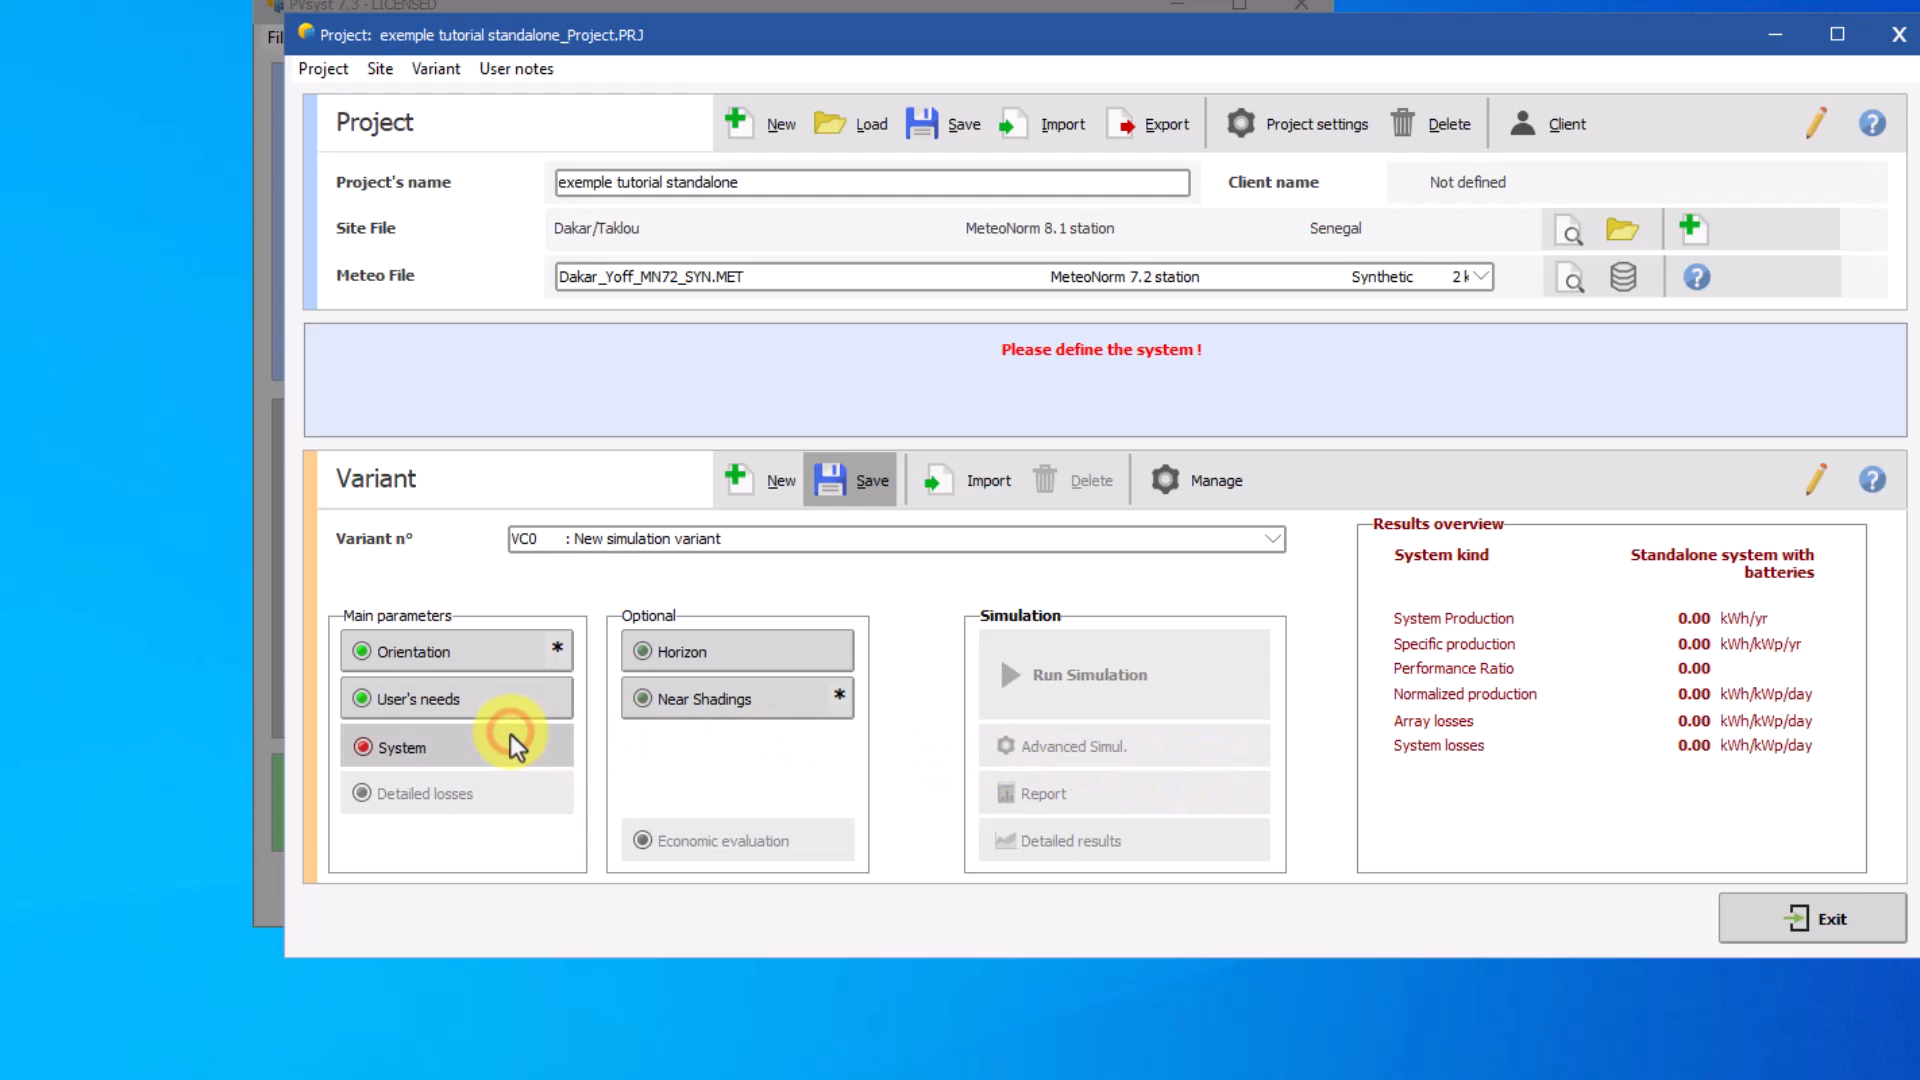 PVsyst 7.3 - LICENSED
Fil
Project: exemple tutorial standalone_Project.PRJ
Project Site Variant User notes
Project
New Load Save Import Export Project settings Delete Client
Project's name exemple tutorial standalone Client name Not defined
Site File Dakar/Taklou MeteoNorm 8.1 station Senegal
Meteo File Dakar_Yoff_MN72_SYN.MET MeteoNorm 7.2 station Synthetic 2 k
Please define the system !
Variant
New Save Import Delete Manage
Variant n° VC0 : New simulation variant
Main parameters
Orientation *
User's needs
System
Detailed losses
Optional
Horizon
Near Shadings *
Economic evaluation
Simulation
Run Simulation
Advanced Simul.
Report
Detailed results
Results overview
System kind Standalone system with batteries
System Production 0.00 kWh/yr
Specific production 0.00 kWh/kWp/yr
Performance Ratio 0.00
Normalized production 0.00 kWh/kWp/day
Array losses 0.00 kWh/kWp/day
System losses 0.00 kWh/kWp/day
Exit